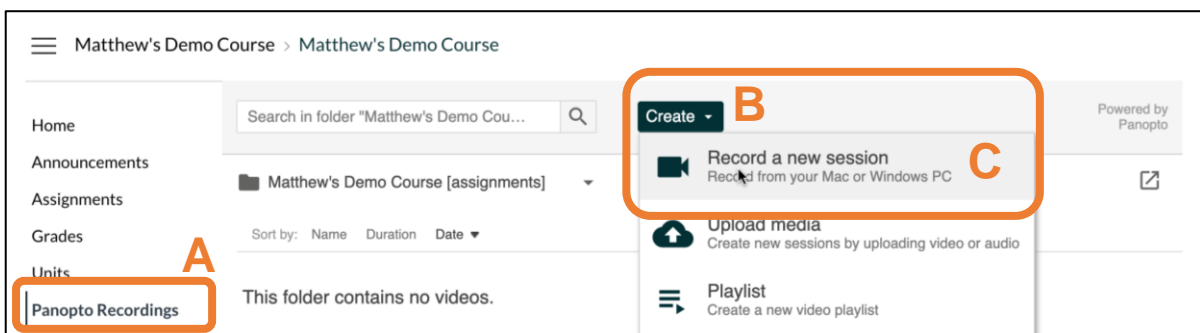 Matthew's Demo Course > Matthew's Demo Course
Home
Announcements
Assignments
Grades
Units
Panopto Recordings
A
Search in folder "Matthew's Demo Cou...
Create
B
Powered by
Panopto
Matthew's Demo Course [assignments]
Sort by: Name Duration Date
This folder contains no videos.
Record a new session
Record from your Mac or Windows PC
C
Upload media
Create new sessions by uploading video or audio
Playlist
Create a new video playlist